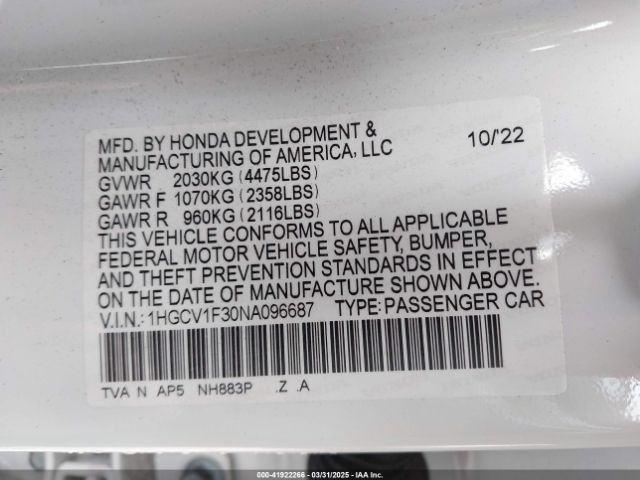 MFD. BY HONDA DEVELOPMENT & 10/'22
MANUFACTURING OF AMERICA, LLC
GVWR 2030KG (4475LBS)
GAWR F 1070KG (2358LBS)
GAWR R 960KG (2116LBS)
THIS VEHICLE CONFORMS TO ALL APPLICABLE
FEDERAL MOTOR VEHICLE SAFETY, BUMPER,
AND THEFT PREVENTION STANDARDS IN EFFECT
ON THE DATE OF MANUFACTURE SHOWN ABOVE.
V.I.N.: 1HGCV1F30NA096687 TYPE: PASSENGER CAR
TVA N AP5 NH883P .Z .A
000-41922266 - 03/31/2025 - IAA Inc.